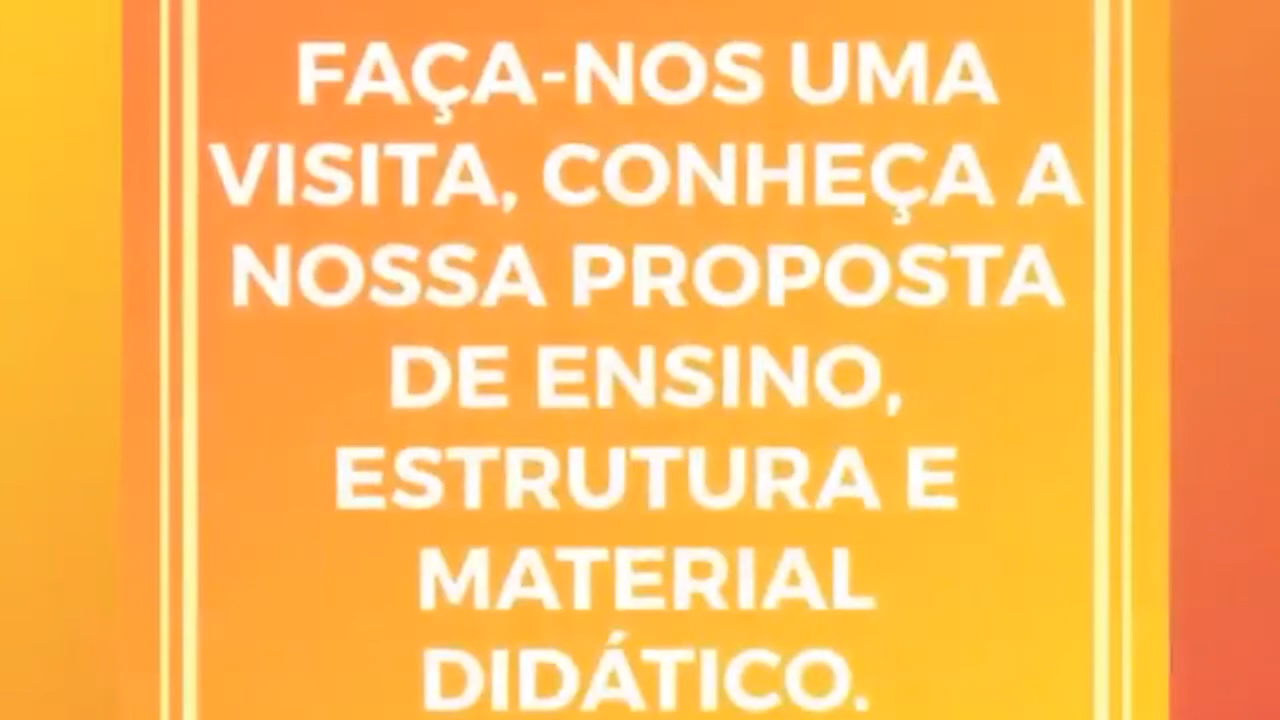 FAÇA-NOS UMA
VISITA, CONHEÇA A
NOSSA PROPOSTA
DE ENSINO,
ESTRUTURA E
MATERIAL
DIDÁTICO.